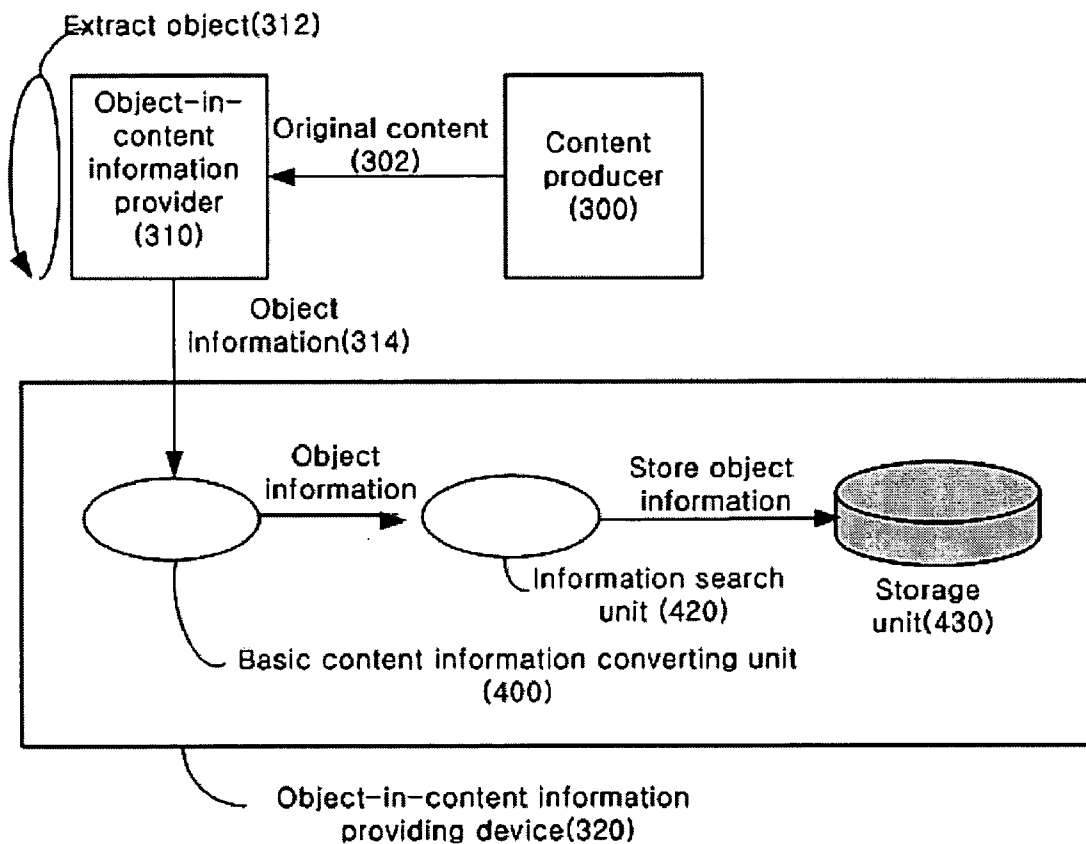 Extract object(312)
Object-in-
content
information
provider
(310)
Original content
(302)
Content
producer
(300)
Object
information(314)
Object
information
Store object
information
Information search
unit (420)
Storage
unit(430)
Basic content information converting unit
(400)
Object-in-content information
providing device(320)